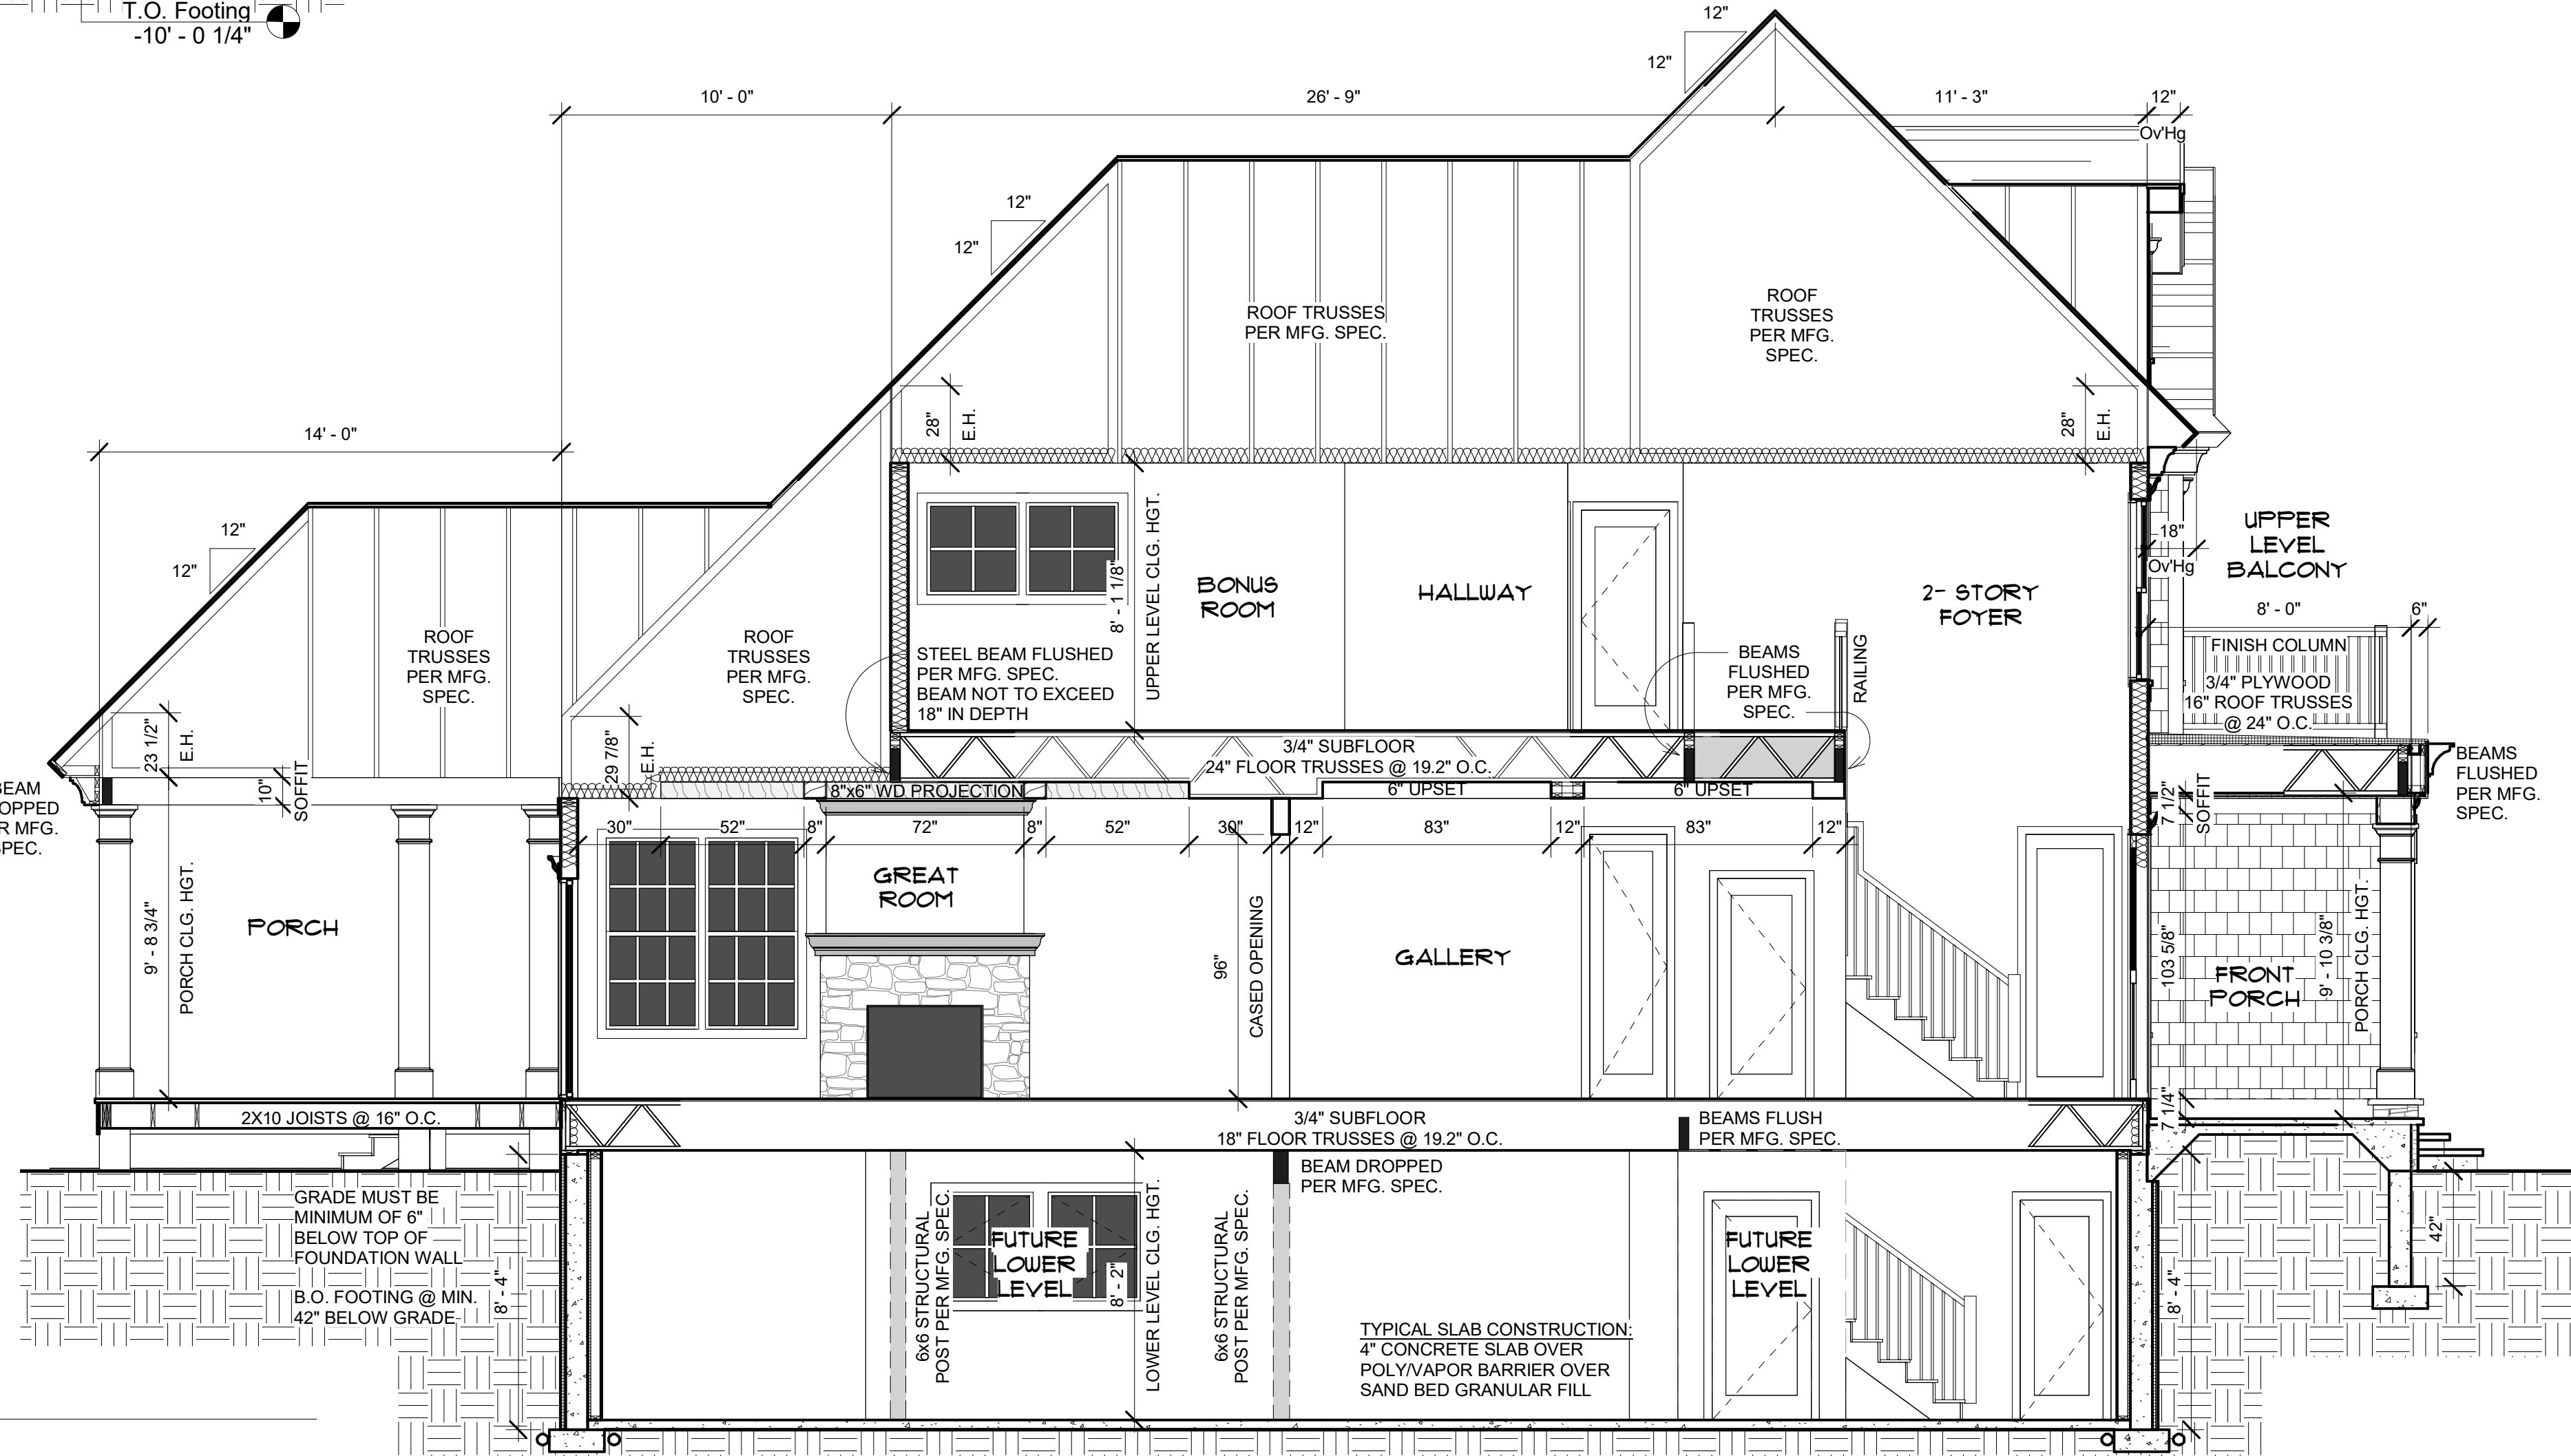 T.O. Footing
-10' - 0 1/4"
12"
12"
10' - 0"
26' - 9"
11' - 3"
12"
Ov'Hg
12"
12"
ROOF TRUSSES
PER MFG. SPEC.
ROOF
TRUSSES
PER MFG.
SPEC.
28"
E.H.
28"
E.H.
14' - 0"
12"
12"
ROOF
TRUSSES
PER MFG.
SPEC.
ROOF
TRUSSES
PER MFG.
SPEC.
23 1/2"
E.H.
10"
SOFFIT
29 7/8"
E.H.
STEEL BEAM FLUSHED
PER MFG. SPEC.
BEAM NOT TO EXCEED
18" IN DEPTH
8' - 1 1/8"
UPPER LEVEL CLG. HGT.
BONUS
ROOM
HALLWAY
2- STORY
FOYER
BEAMS
FLUSHED
PER MFG.
SPEC.
RAILING
18"
Ov'Hg
UPPER
LEVEL
BALCONY
8' - 0"
6"
FINISH COLUMN
3/4" PLYWOOD
16" ROOF TRUSSES
@ 24" O.C.
BEAMS
FLUSHED
PER MFG.
SPEC.
3/4" SUBFLOOR
24" FLOOR TRUSSES @ 19.2" O.C.
8"x6" WD PROJECTION
6" UPSET
6" UPSET
7 1/2"
SOFFIT
EAM
OPPED
R MFG.
PEC.
30"
52"
8"
72"
8"
52"
30"
12"
83"
12"
83"
12"
PORCH
9' - 8 3/4"
PORCH CLG. HGT.
GREAT
ROOM
96"
CASED OPENING
GALLERY
103 5/8"
FRONT
PORCH
9' - 10 3/8"
PORCH CLG. HGT.
7 1/4"
2X10 JOISTS @ 16" O.C.
3/4" SUBFLOOR
18" FLOOR TRUSSES @ 19.2" O.C.
BEAMS FLUSH
PER MFG. SPEC.
BEAM DROPPED
PER MFG. SPEC.
GRADE MUST BE
MINIMUM OF 6"
BELOW TOP OF
FOUNDATION WALL
B.O. FOOTING @ MIN.
42" BELOW GRADE
8' - 4"
6x6 STRUCTURAL
POST PER MFG. SPEC.
FUTURE
LOWER
LEVEL
8' - 2"
LOWER LEVEL CLG. HGT.
6x6 STRUCTURAL
POST PER MFG. SPEC.
TYPICAL SLAB CONSTRUCTION:
4" CONCRETE SLAB OVER
POLY/VAPOR BARRIER OVER
SAND BED GRANULAR FILL
FUTURE
LOWER
LEVEL
8' - 4"
42"